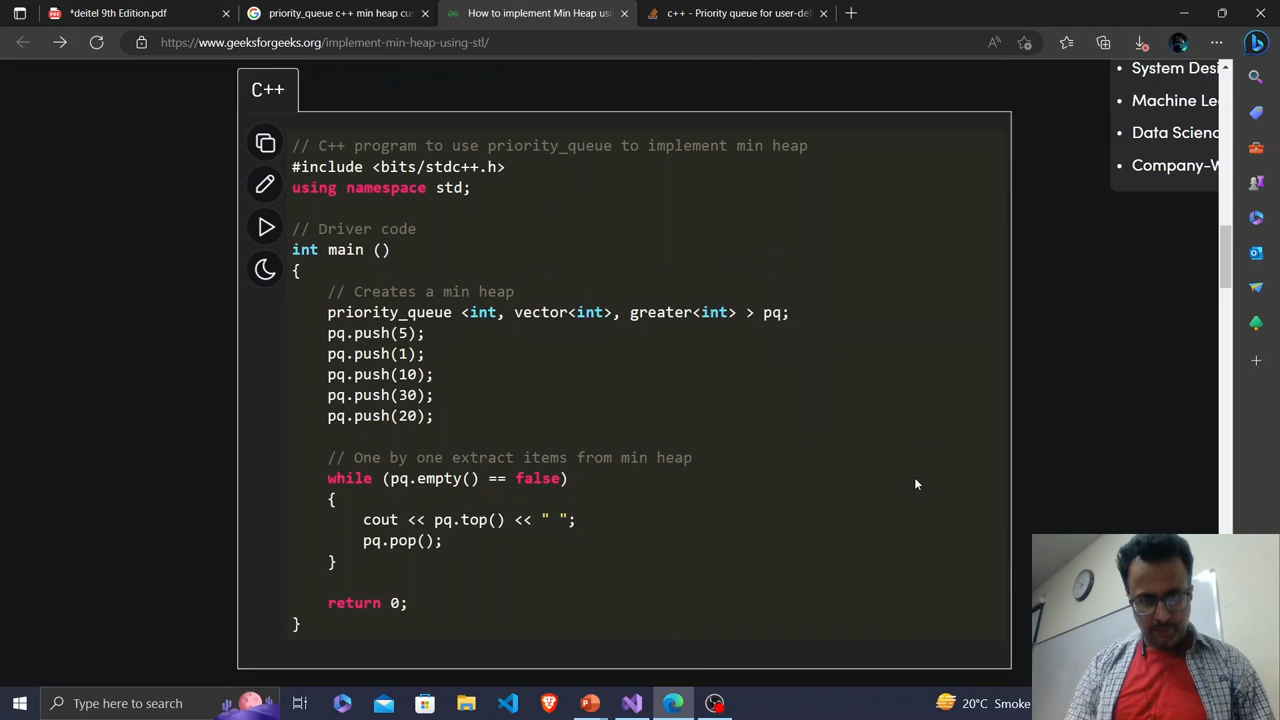 *deitel 9th Edition.pdf
priority_queue c++ min heap cus
How to implement Min Heap usi
c++ - Priority queue for user-def
https://www.geeksforgeeks.org/implement-min-heap-using-stl/
System Desi
Machine Le
Data Scienc
Company-W
C++
// C++ program to use priority_queue to implement min heap
#include <bits/stdc++.h>
using namespace std;
// Driver code
int main ()
{
// Creates a min heap
priority_queue <int, vector<int>, greater<int> > pq;
pq.push(5);
pq.push(1);
pq.push(10);
pq.push(30);
pq.push(20);
// One by one extract items from min heap
while (pq.empty() == false)
{
cout << pq.top() << " ";
pq.pop();
}
return 0;
}
Type here to search
20°C Smoke